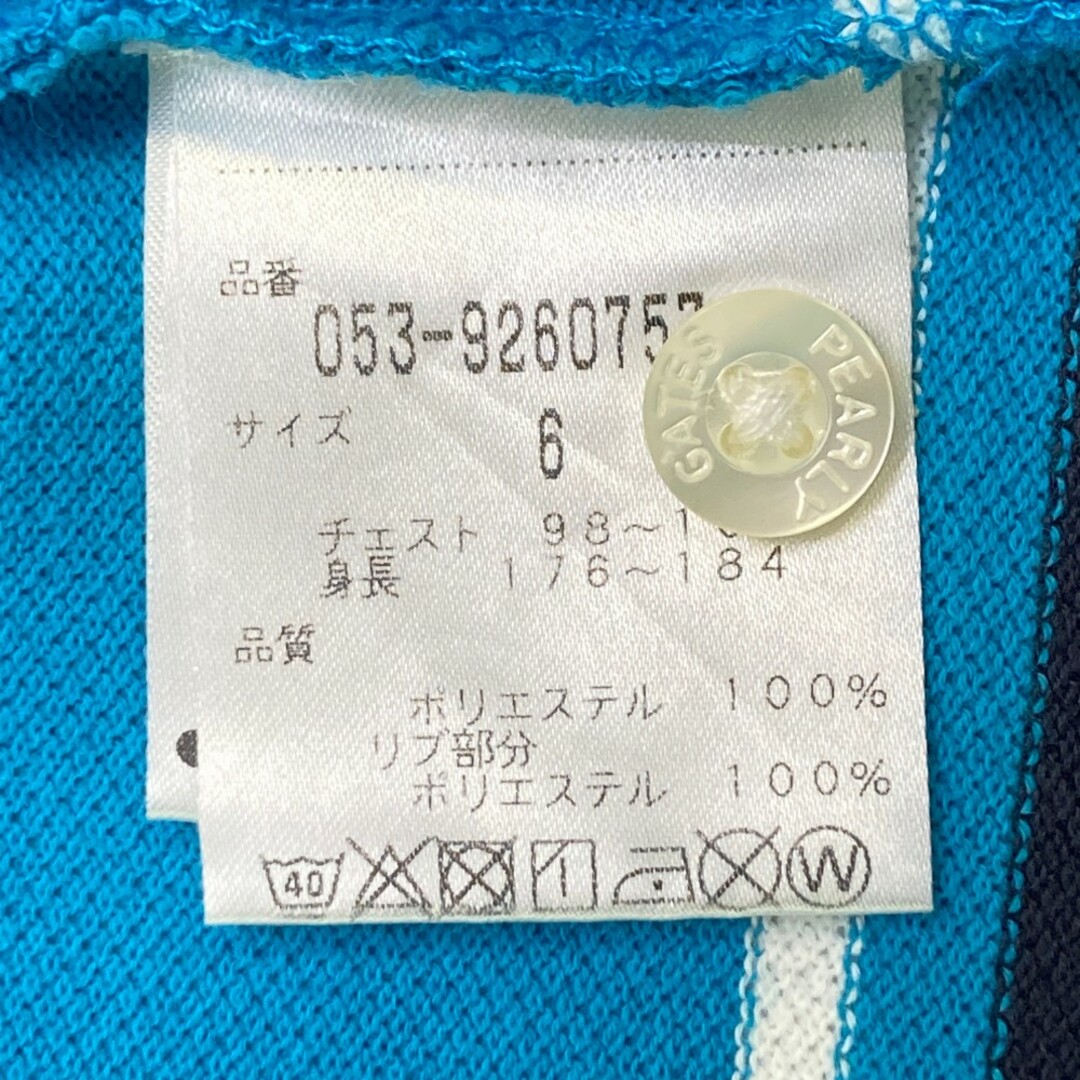 品番
053-9260757
サイズ 6
チェスト 98~1
身長 176~184
品質
ポリエステル 100%
リブ部分
ポリエステル 100%
40
W
PEARLY GATES